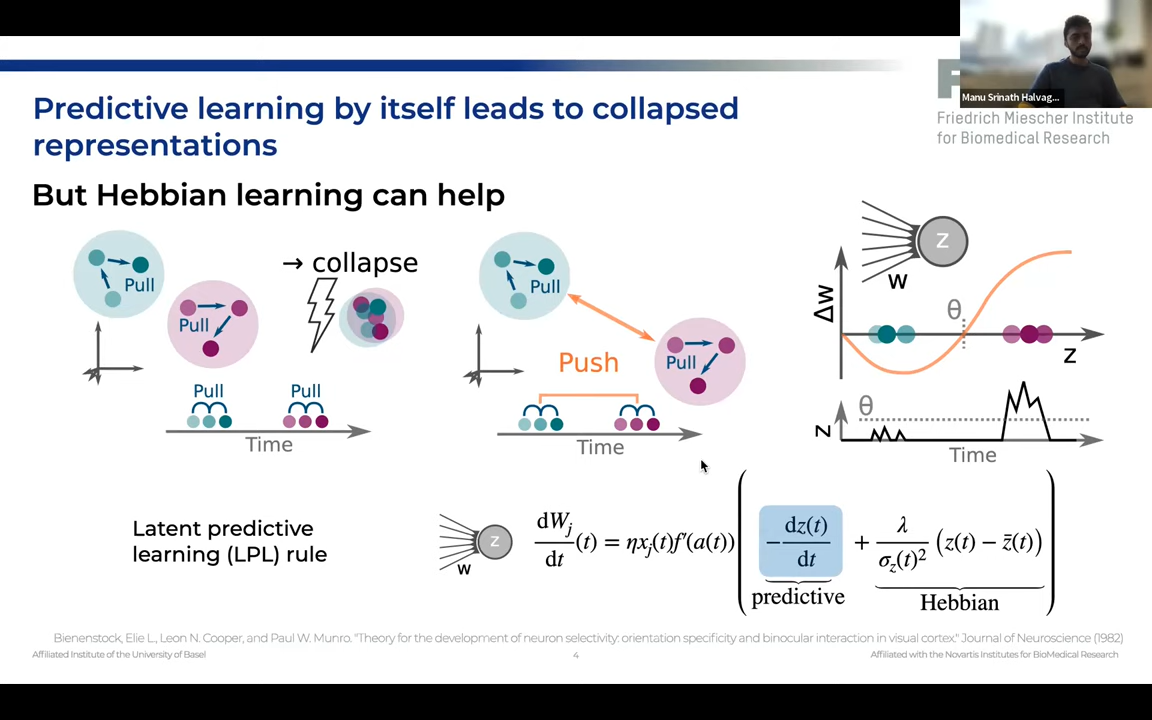 Predictive learning by itself leads to collapsed
representations
But Hebbian learning can help
F
Manu Srinath Halvag...
Friedrich Miescher Institute
for Biomedical Research
Pull
Pull
→ collapse
Pull
Pull
Time
Pull
Push
Pull
Time
z
w
Δw
θ
z
θ
z
Time
Latent predictive
learning (LPL) rule
z
w
dW_j/dt (t) = ηx_j(t)f′(a(t)) ( − dz(t)/dt + λ/σ_z(t)² (z(t) − z̄(t)) )
predictive
Hebbian
Bienenstock, Elie L., Leon N. Cooper, and Paul W. Munro. "Theory for the development of neuron selectivity: orientation specificity and binocular interaction in visual cortex." Journal of Neuroscience (1982)
Affiliated Institute of the University of Basel
4
Affiliated with the Novartis Institutes for BioMedical Research